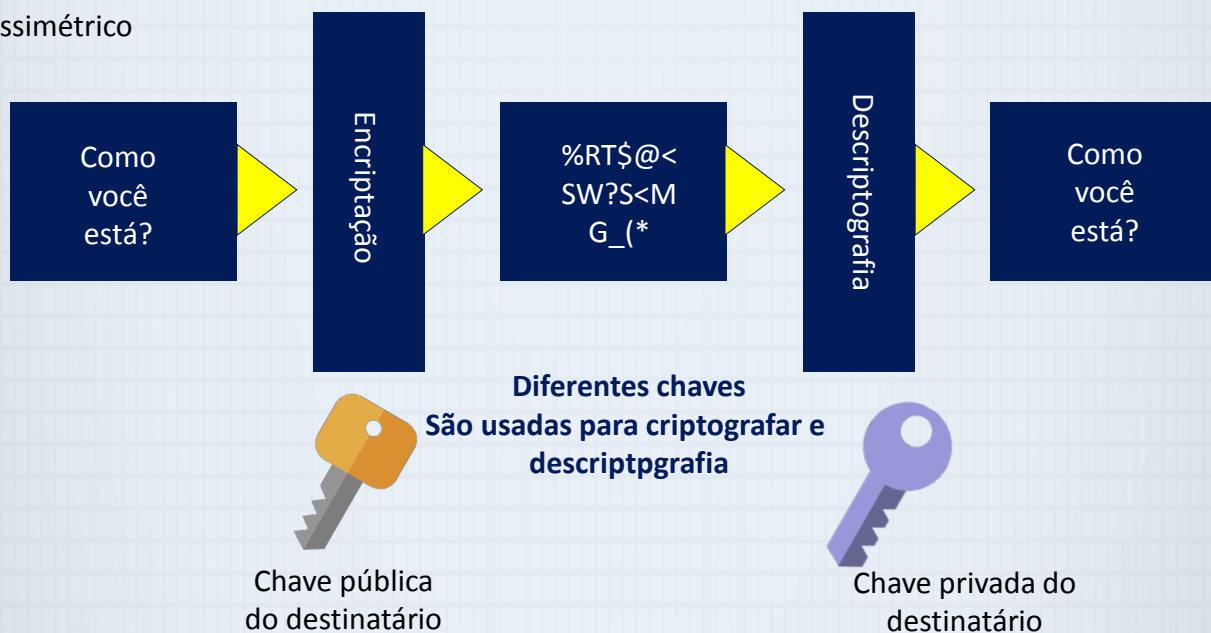 ssimétrico
Como
você
está?
Encriptação
%RT$@<
SW?S<M
G_(*
Descriptografia
Como
você
está?
Diferentes chaves
São usadas para criptografar e
descriptpgrafia
Chave pública
do destinatário
Chave privada do
destinatário